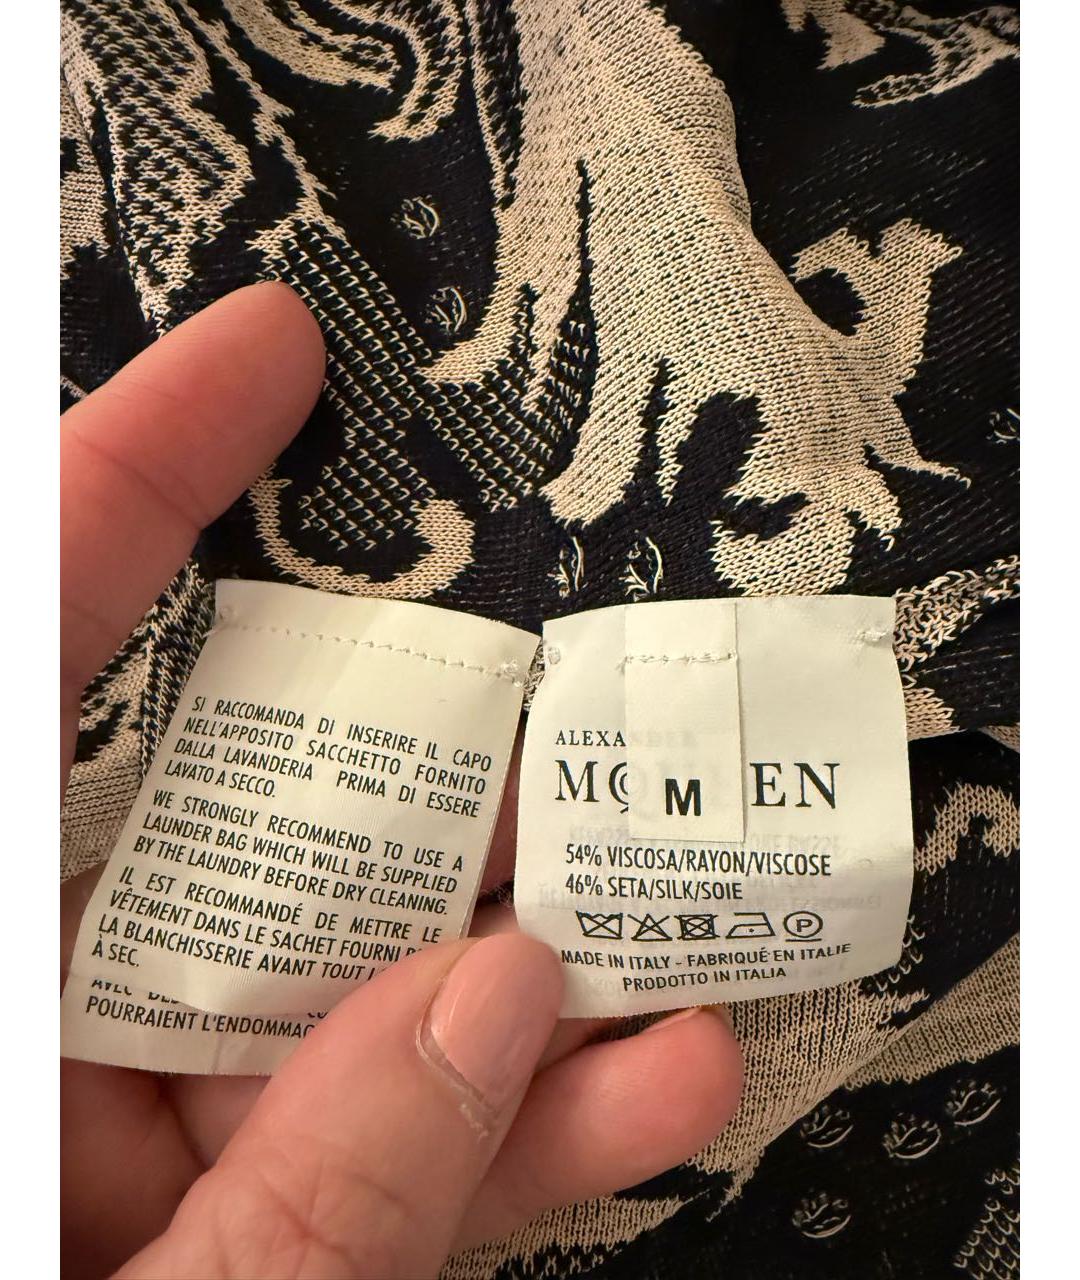 SI RACCOMANDA DI INSERIRE IL CAPO
NELL'APPOSITO SACCHETTO FORNITO
DALLA LAVANDERIA PRIMA DI ESSERE
LAVATO A SECCO.
WE STRONGLY RECOMMEND TO USE A
LAUNDER BAG WHICH WILL BE SUPPLIED
BY THE LAUNDRY BEFORE DRY CLEANING.
IL EST RECOMMANDÉ DE METTRE LE
VÊTEMENT DANS LE SACHET FOURNI
LA BLANCHISSERIE AVANT TOUT
À SEC.
POURRAIENT L'ENDOMMAG
ALEXANDER
MCQUEEN
M
54% VISCOSA/RAYON/VISCOSE
46% SETA/SILK/SOIE
P
MADE IN ITALY - FABRIQUÉ EN ITALIE
PRODOTTO IN ITALIA